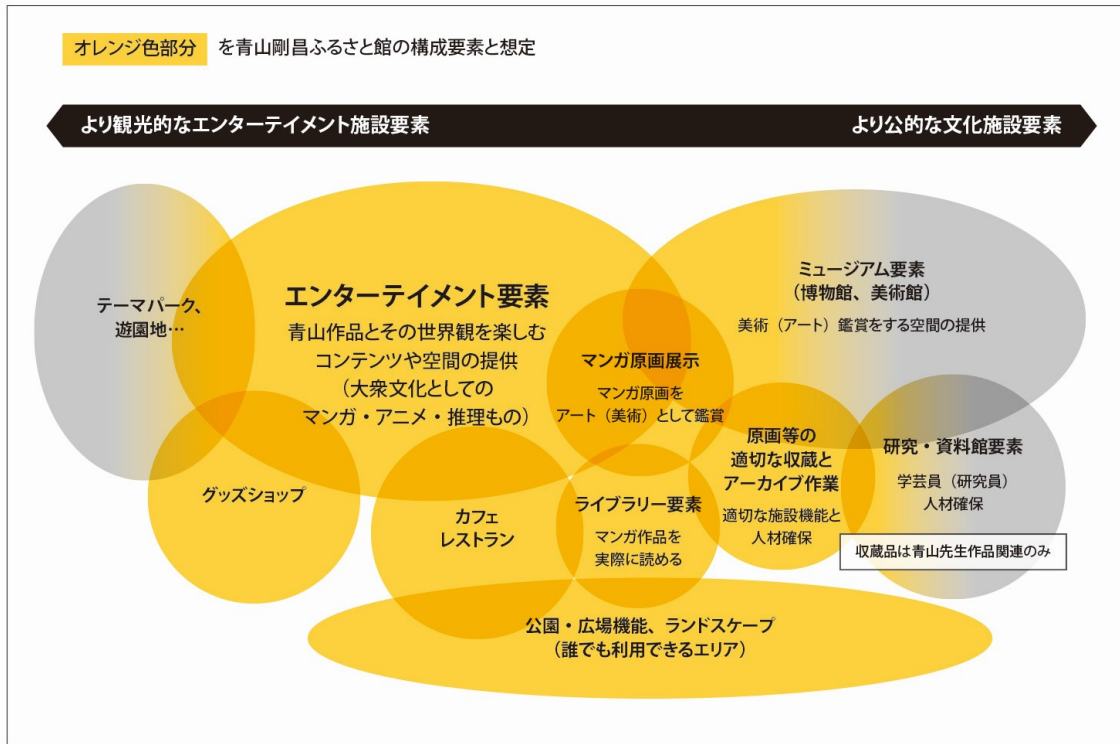 オレンジ色部分 を青山剛昌ふるさと館の構成要素と想定
より観光的なエンターテイメント施設要素
より公的な文化施設要素
テーマパーク、
遊園地…
エンターテイメント要素
青山作品とその世界観を楽しむ
コンテンツや空間の提供
（大衆文化としての
マンガ・アニメ・推理もの）
マンガ原画展示
マンガ原画を
アート（美術）として鑑賞
ミュージアム要素
（博物館、美術館）
美術（アート）鑑賞をする空間の提供
グッズショップ
カフェ
レストラン
ライブラリー要素
マンガ作品を
実際に読める
原画等の
適切な収蔵と
アーカイブ作業
適切な施設機能と
人材確保
研究・資料館要素
学芸員（研究員）
人材確保
収蔵品は青山先生作品関連のみ
公園・広場機能、ランドスケープ
（誰でも利用できるエリア）